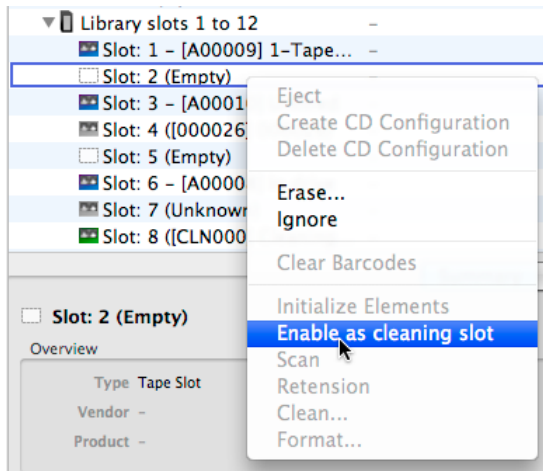 Library slots 1 to 12 –
Slot: 1 – [A00009] 1-Tape... –
Slot: 2 (Empty)
Slot: 3 – [A0001
Slot: 4 ([000026]
Slot: 5 (Empty)
Slot: 6 – [A0000
Slot: 7 (Unknown
Slot: 8 ([CLN000
Eject
Create CD Configuration
Delete CD Configuration
Erase...
Ignore
Clear Barcodes
Initialize Elements
Enable as cleaning slot
Scan
Retension
Clean...
Format...
Slot: 2 (Empty)
Overview
Type Tape Slot
Vendor –
Product –